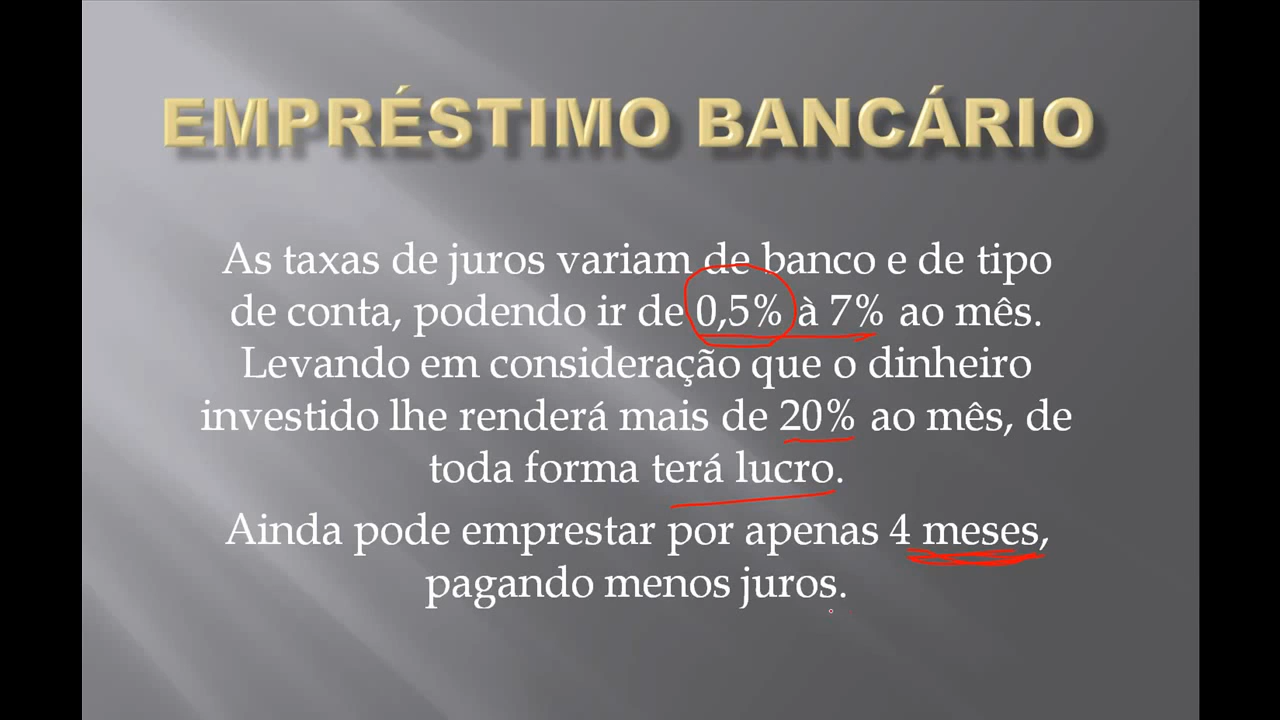 EMPRÉSTIMO BANCÁRIO
As taxas de juros variam de banco e de tipo
de conta, podendo ir de 0,5% à 7% ao mês.
Levando em consideração que o dinheiro
investido lhe renderá mais de 20% ao mês, de
toda forma terá lucro.
Ainda pode emprestar por apenas 4 meses,
pagando menos juros.